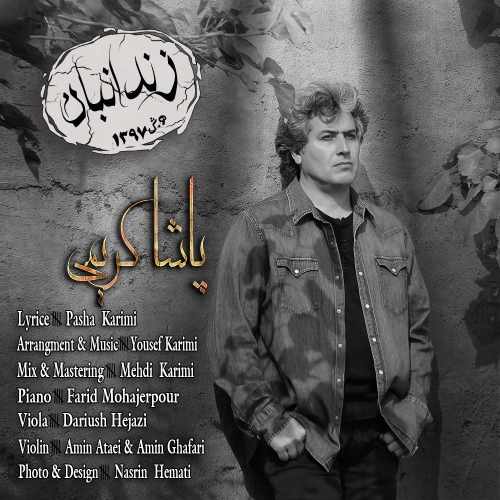 زندانبان
۱۳۹۷
پاشا کریمی
Lyrice Pasha Karimi
Arrangment & Music Yousef Karimi
Mix & Mastering Mehdi Karimi
Piano Farid Mohajerpour
Viola Dariush Hejazi
Violin Amin Ataei & Amin Ghafari
Photo & Design Nasrin Hemati